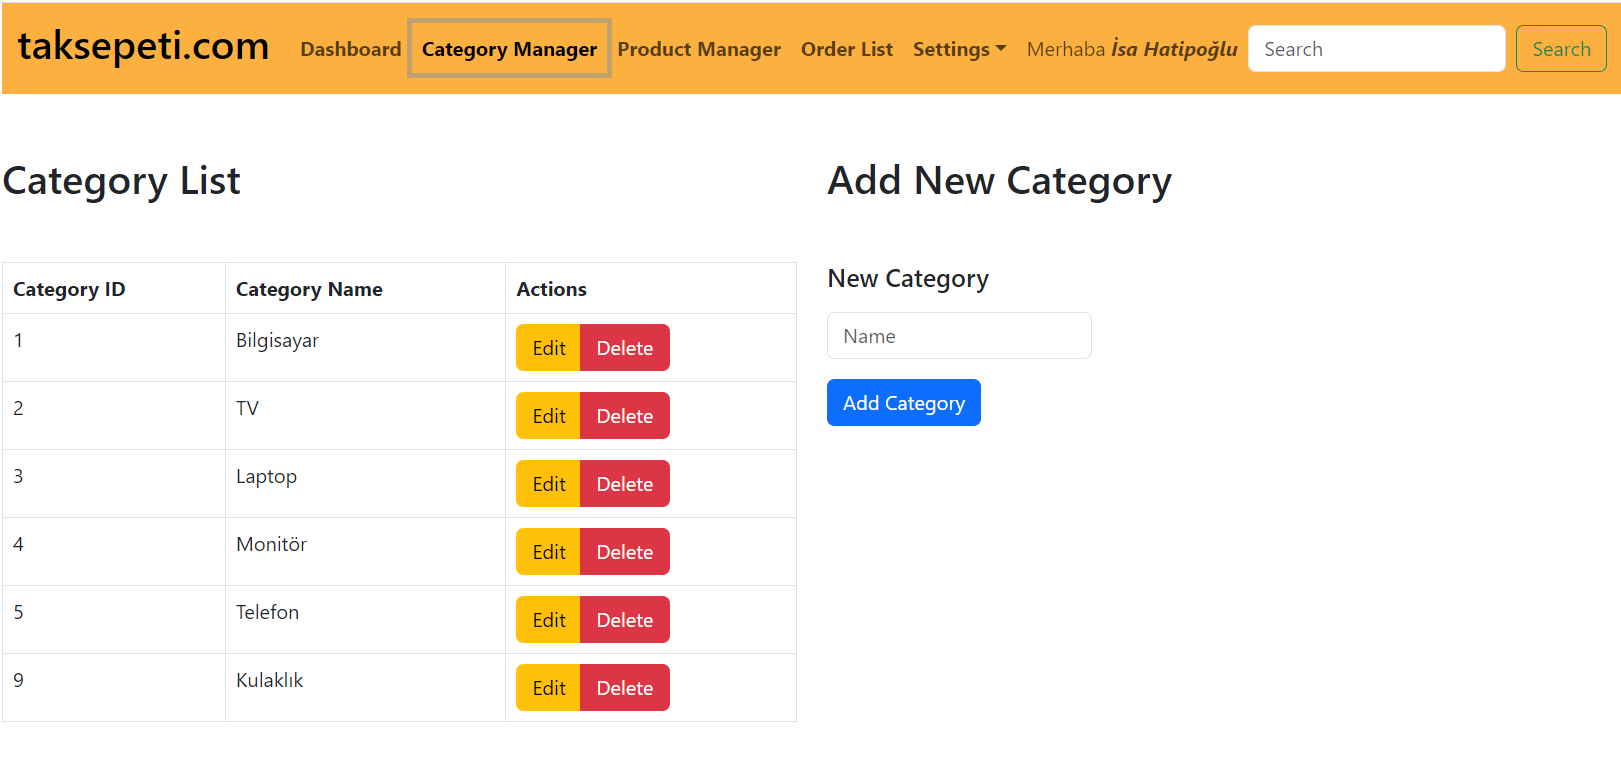 taksepeti.com Dashboard Category Manager Product Manager Order List Settings Merhaba İsa Hatipoğlu Search Search
Category List
Add New Category
Category ID Category Name Actions
1 Bilgisayar Edit Delete
2 TV Edit Delete
3 Laptop Edit Delete
4 Monitör Edit Delete
5 Telefon Edit Delete
9 Kulaklık Edit Delete
New Category
Name
Add Category